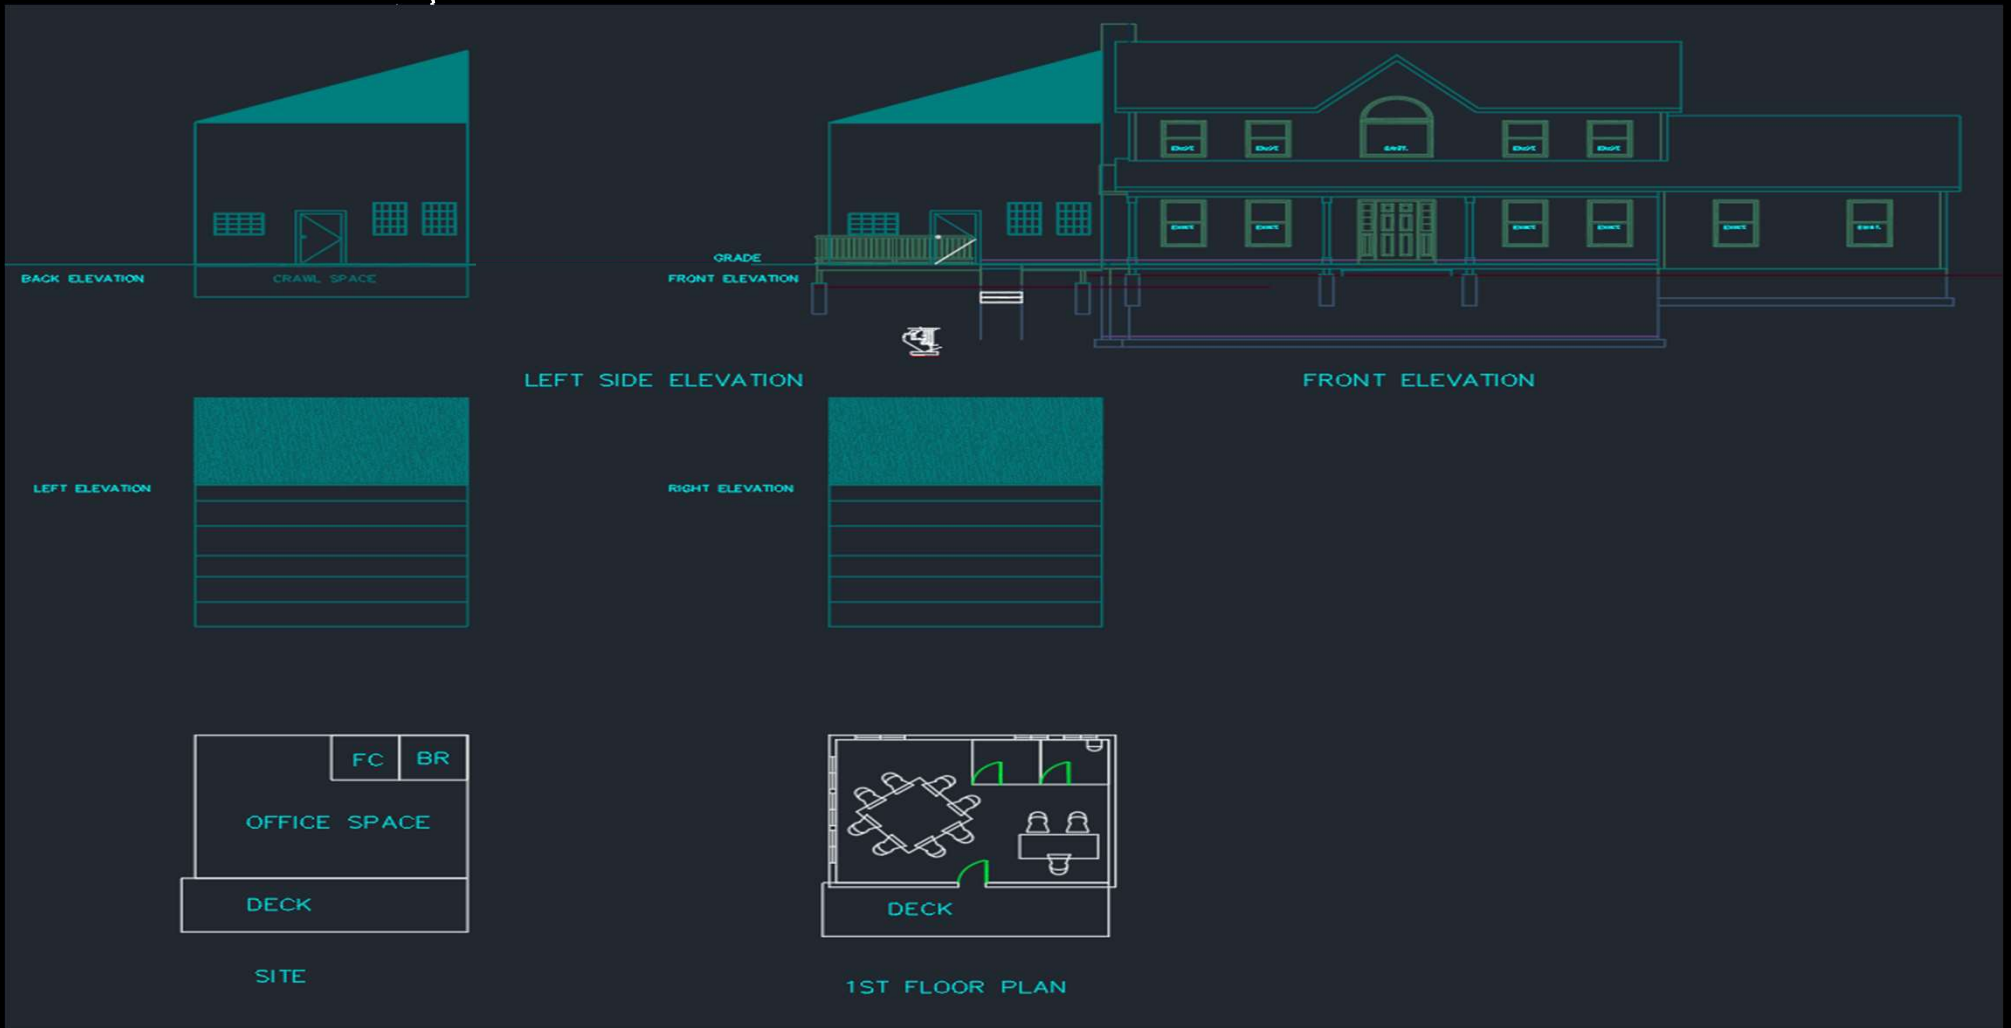 GRADE
BACK ELEVATION
CRAWL SPACE
FRONT ELEVATION
LEFT SIDE ELEVATION
FRONT ELEVATION
LEFT ELEVATION
RIGHT ELEVATION
FC
BR
OFFICE SPACE
DECK
DECK
SITE
1ST FLOOR PLAN